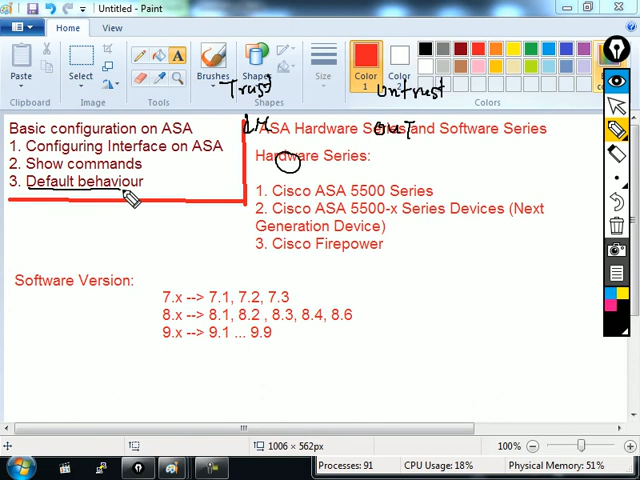 Untitled - Paint
Home
View
Paste
Select
Brushes
Shapes
Size
Color 1
Color 2
Clipboard
Image
Tools
Colors
Trust
Untrust
IN
OUT
Basic configuration on ASA
1. Configuring Interface on ASA
2. Show commands
3. Default behaviour
ASA Hardware Series and Software Series
Hardware Series:
1. Cisco ASA 5500 Series
2. Cisco ASA 5500-x Series Devices (Next
Generation Device)
3. Cisco Firepower
Software Version:
7.x --> 7.1, 7.2, 7.3
8.x --> 8.1, 8.2 , 8.3, 8.4, 8.6
9.x --> 9.1 ... 9.9
1006 × 562px
100%
Processes: 91
CPU Usage: 18%
Physical Memory: 51%